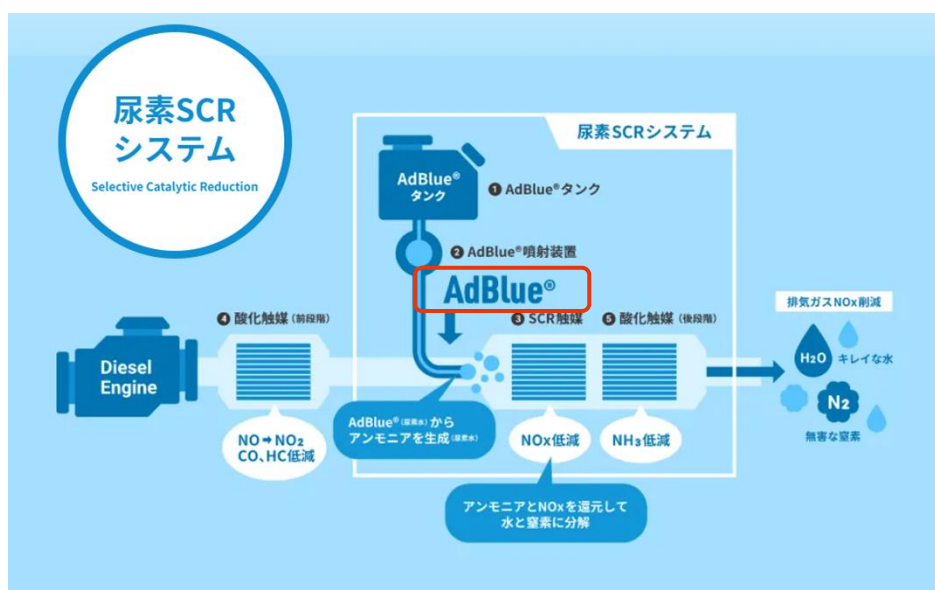 尿素SCR
システム
Selective Catalytic Reduction
尿素SCRシステム
AdBlue®
タンク
❶ AdBlue®タンク
❷ AdBlue®噴射装置
AdBlue®
❹ 酸化触媒（前段階）
❸ SCR触媒
❺ 酸化触媒（後段階）
Diesel
Engine
排気ガスNOx削減
H2O
キレイな水
N2
無害な窒素
AdBlue®（尿素水）から
アンモニアを生成（尿素水）
NO➡NO₂
CO、HC低減
NOx低減
NH₃低減
アンモニアとNOxを還元して
水と窒素に分解